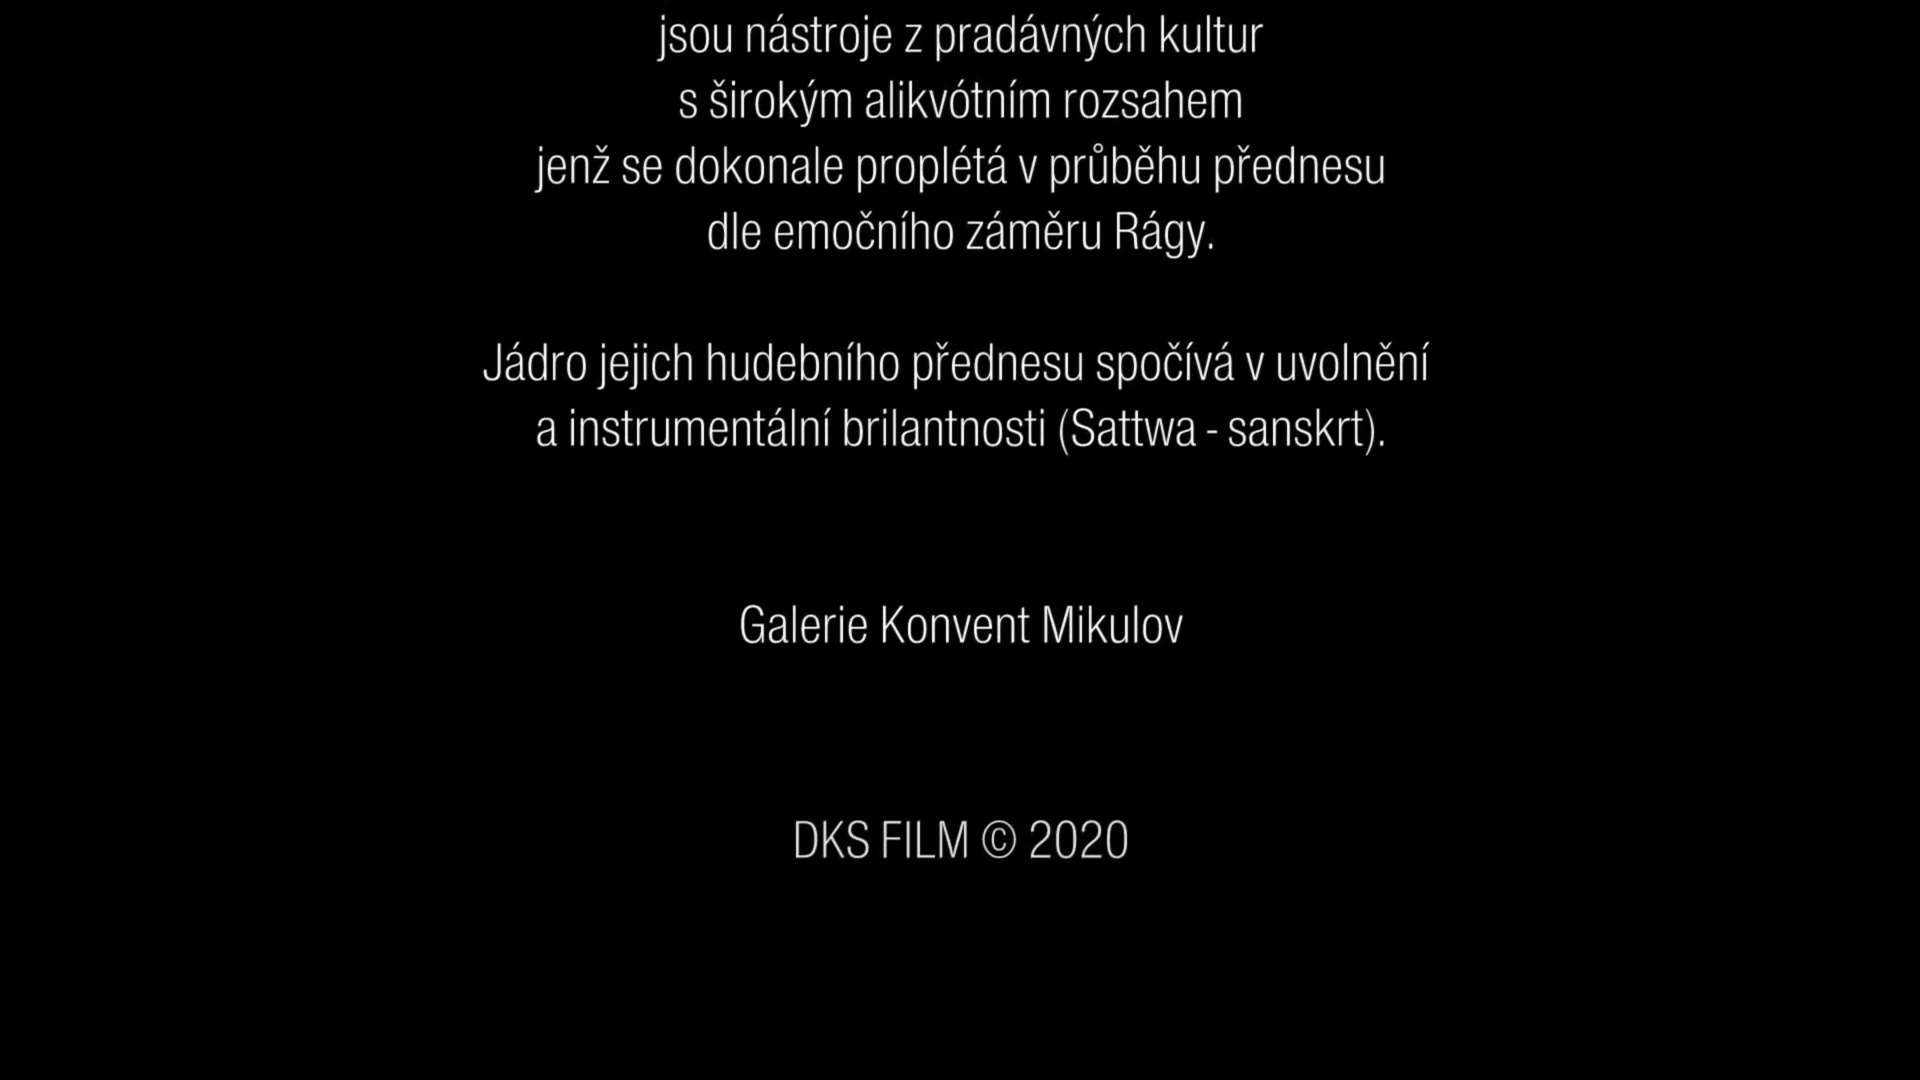 jsou nástroje z pradávných kultur
s širokým alikvótním rozsahem
jenž se dokonale proplétá v průběhu přednesu
dle emočního záměru Rágy.
Jádro jejich hudebního přednesu spočívá v uvolnění
a instrumentální brilantnosti (Sattwa - sanskrt).
Galerie Konvent Mikulov
DKS FILM © 2020